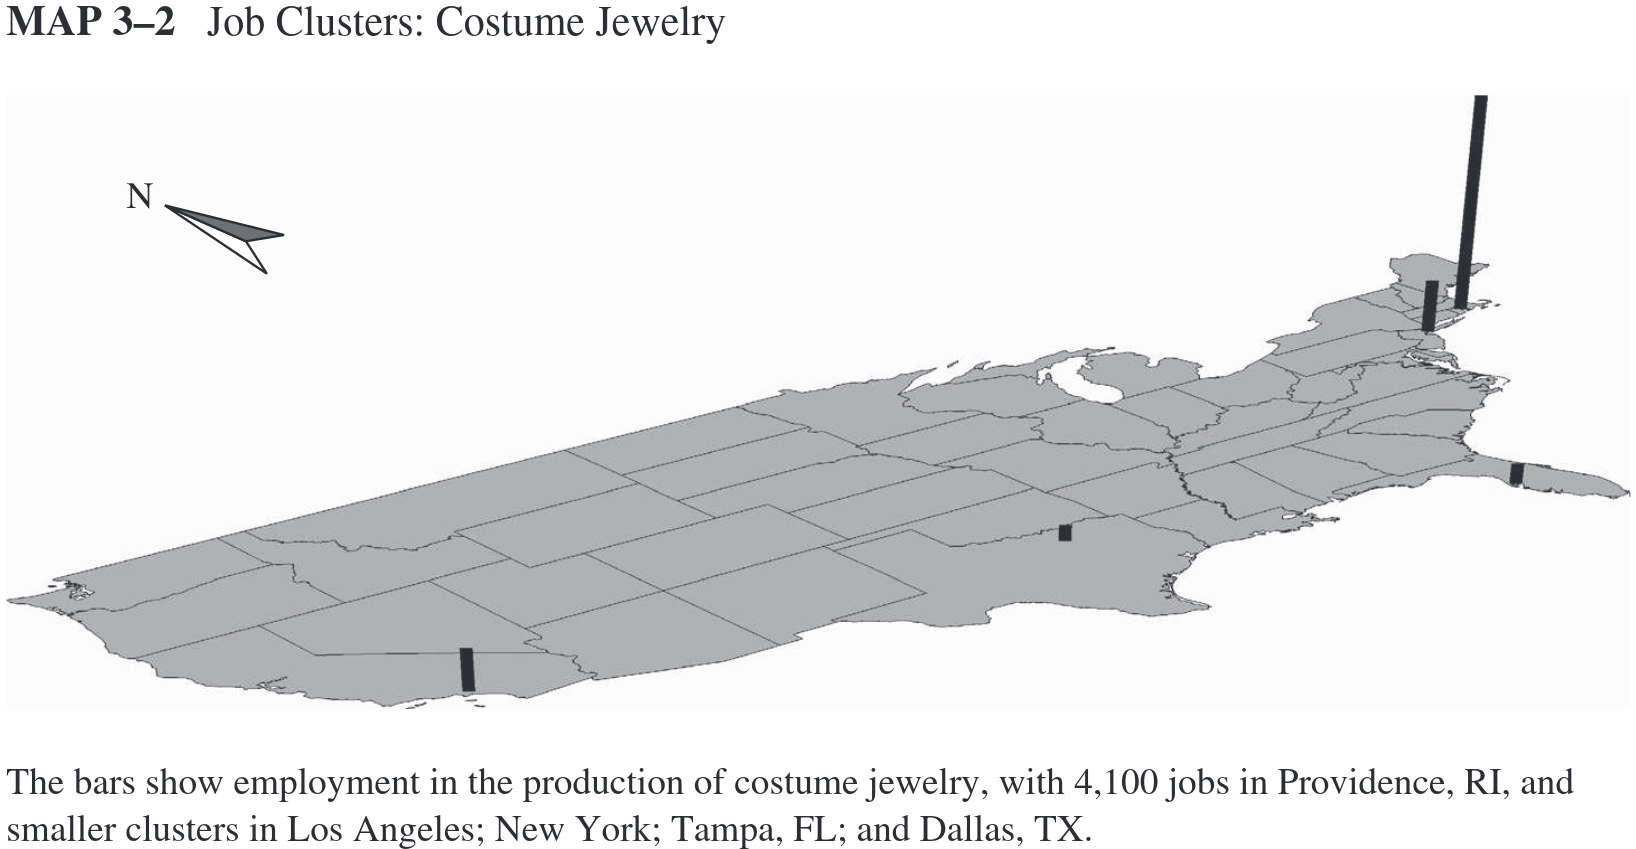 MAP 3–2 Job Clusters: Costume Jewelry
N
The bars show employment in the production of costume jewelry, with 4,100 jobs in Providence, RI, and
smaller clusters in Los Angeles; New York; Tampa, FL; and Dallas, TX.